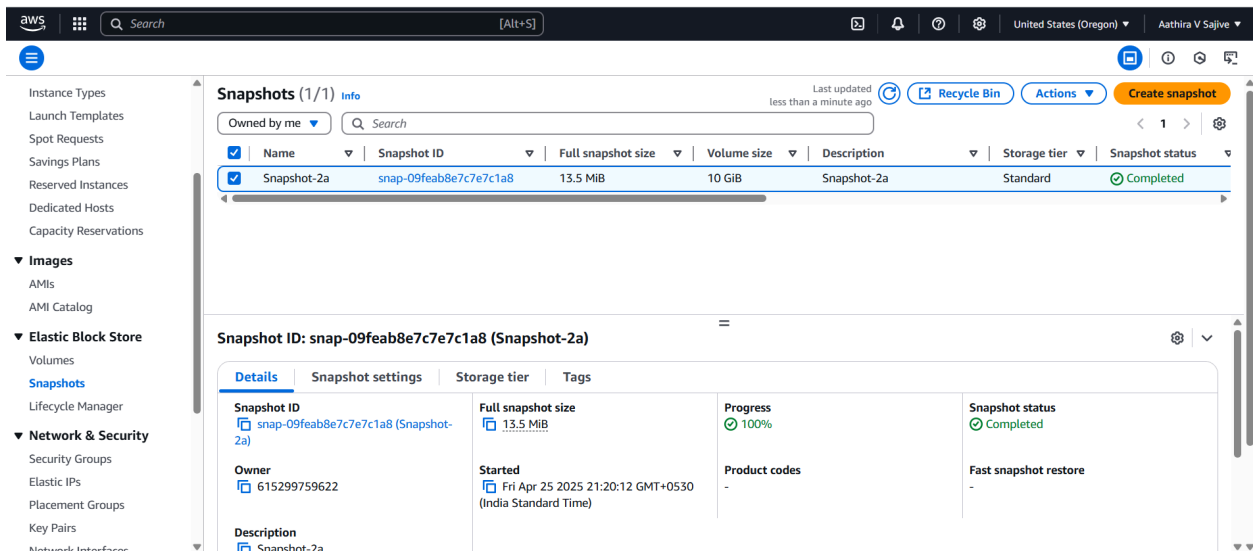 aws Search [Alt+S] United States (Oregon) Aathira V Sajive
Instance Types
Launch Templates
Spot Requests
Savings Plans
Reserved Instances
Dedicated Hosts
Capacity Reservations
Images
AMIs
AMI Catalog
Elastic Block Store
Volumes
Snapshots
Lifecycle Manager
Network & Security
Security Groups
Elastic IPs
Placement Groups
Key Pairs
Network Interfaces
Snapshots (1/1) Info
Last updated
less than a minute ago
Recycle Bin Actions Create snapshot
Owned by me Search 1
Name Snapshot ID Full snapshot size Volume size Description Storage tier Snapshot status
Snapshot-2a snap-09feab8e7c7e7c1a8 13.5 MiB 10 GiB Snapshot-2a Standard Completed
Snapshot ID: snap-09feab8e7c7e7c1a8 (Snapshot-2a)
Details Snapshot settings Storage tier Tags
Snapshot ID
snap-09feab8e7c7e7c1a8 (Snapshot-
2a)
Full snapshot size
13.5 MiB
Progress
100%
Snapshot status
Completed
Owner
615299759622
Started
Fri Apr 25 2025 21:20:12 GMT+0530
(India Standard Time)
Product codes
-
Fast snapshot restore
-
Description
Snapshot-2a